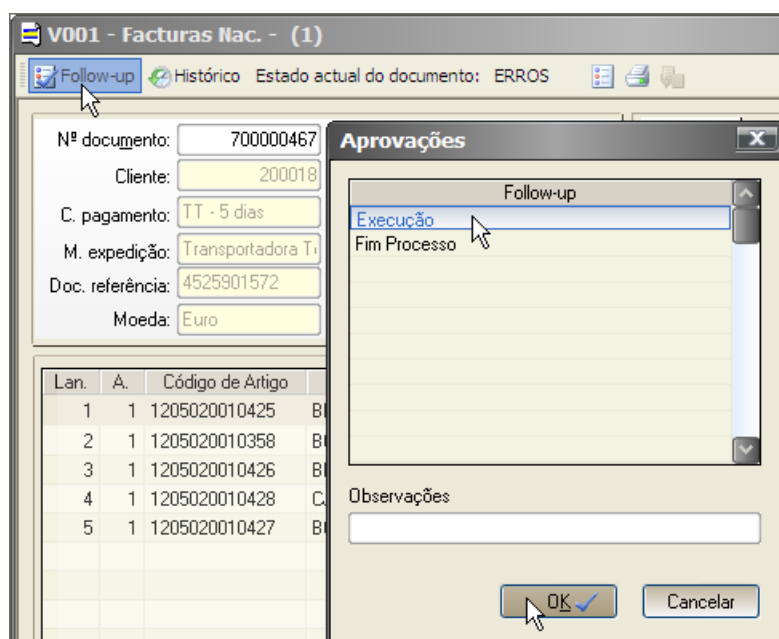 V001 - Facturas Nac. - (1)
Follow-up Histórico Estado actual do documento: ERROS
Nº documento: 700000467
Cliente: 200018
C. pagamento: TT - 5 dias
M. expedição: Transportadora
Doc. referência: 4525901572
Moeda: Euro
Lan. A. Código de Artigo
1 1 1205020010425
2 1 1205020010358
3 1 1205020010426
4 1 1205020010428
5 1 1205020010427
Aprovações
Follow-up
Execução
Fim Processo
Observações
OK
Cancelar